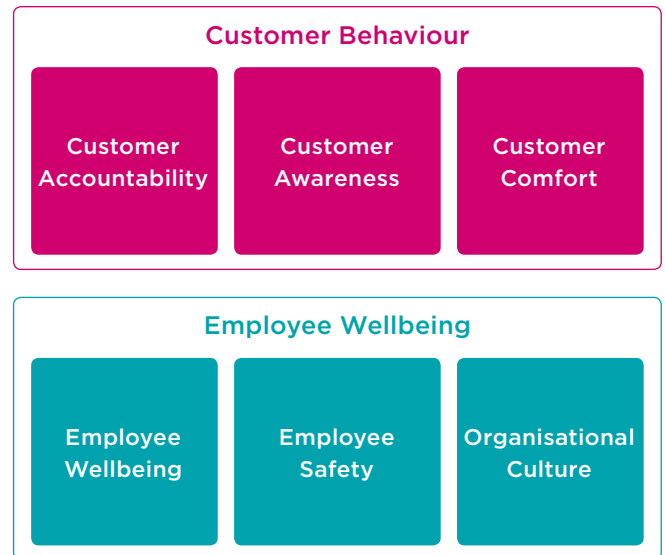 Customer Behaviour
Customer
Accountability
Customer
Awareness
Customer
Comfort
Employee Wellbeing
Employee
Wellbeing
Employee
Safety
Organisational
Culture